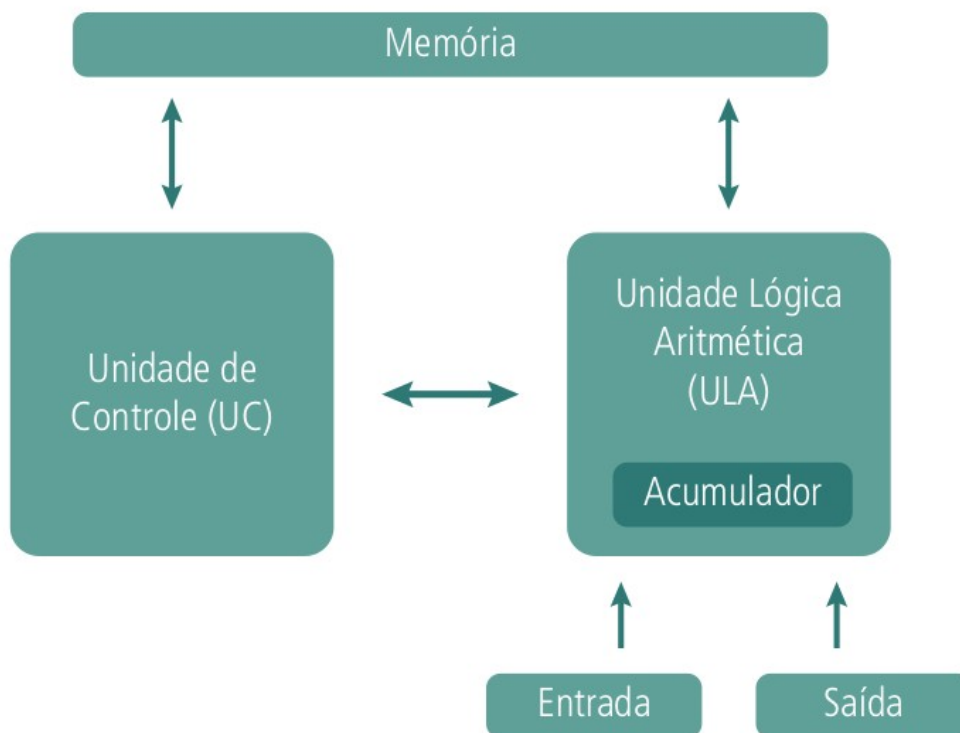 Memória
Unidade de
Controle (UC)
Unidade Lógica
Aritmética
(ULA)
Acumulador
Entrada
Saída